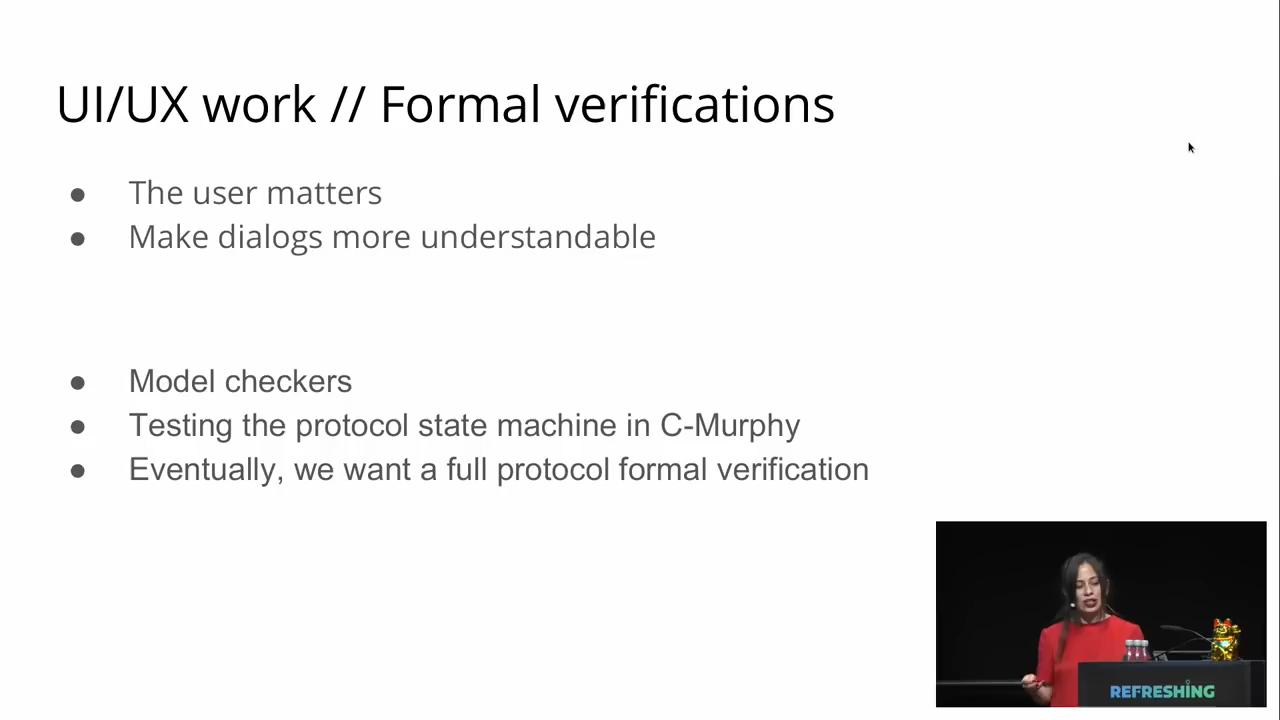 UI/UX work // Formal verifications
● The user matters
● Make dialogs more understandable
● Model checkers
● Testing the protocol state machine in C-Murphy
● Eventually, we want a full protocol formal verification
REFRESHING